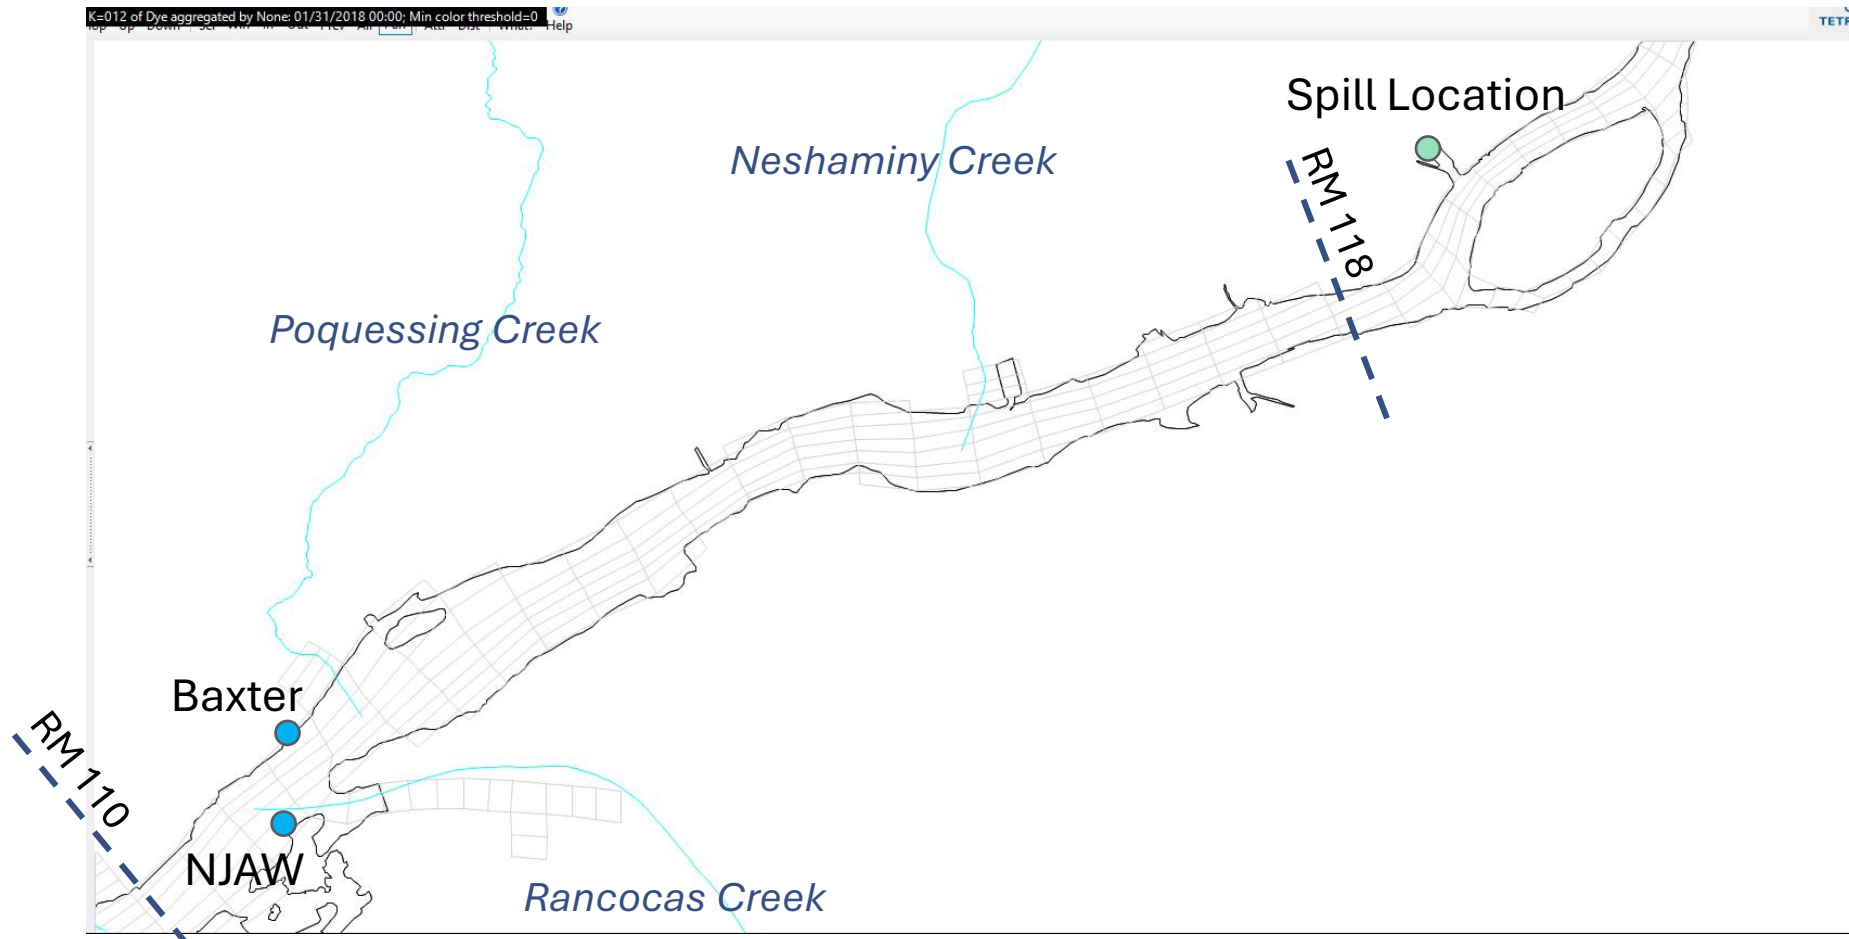 K=012 of Dye aggregated by None: 01/31/2018 00:00; Min color threshold=0
Help
TETR
Spill Location
Neshaminy Creek
RM 118
Poquessing Creek
Baxter
RM 110
NJAW
Rancocas Creek